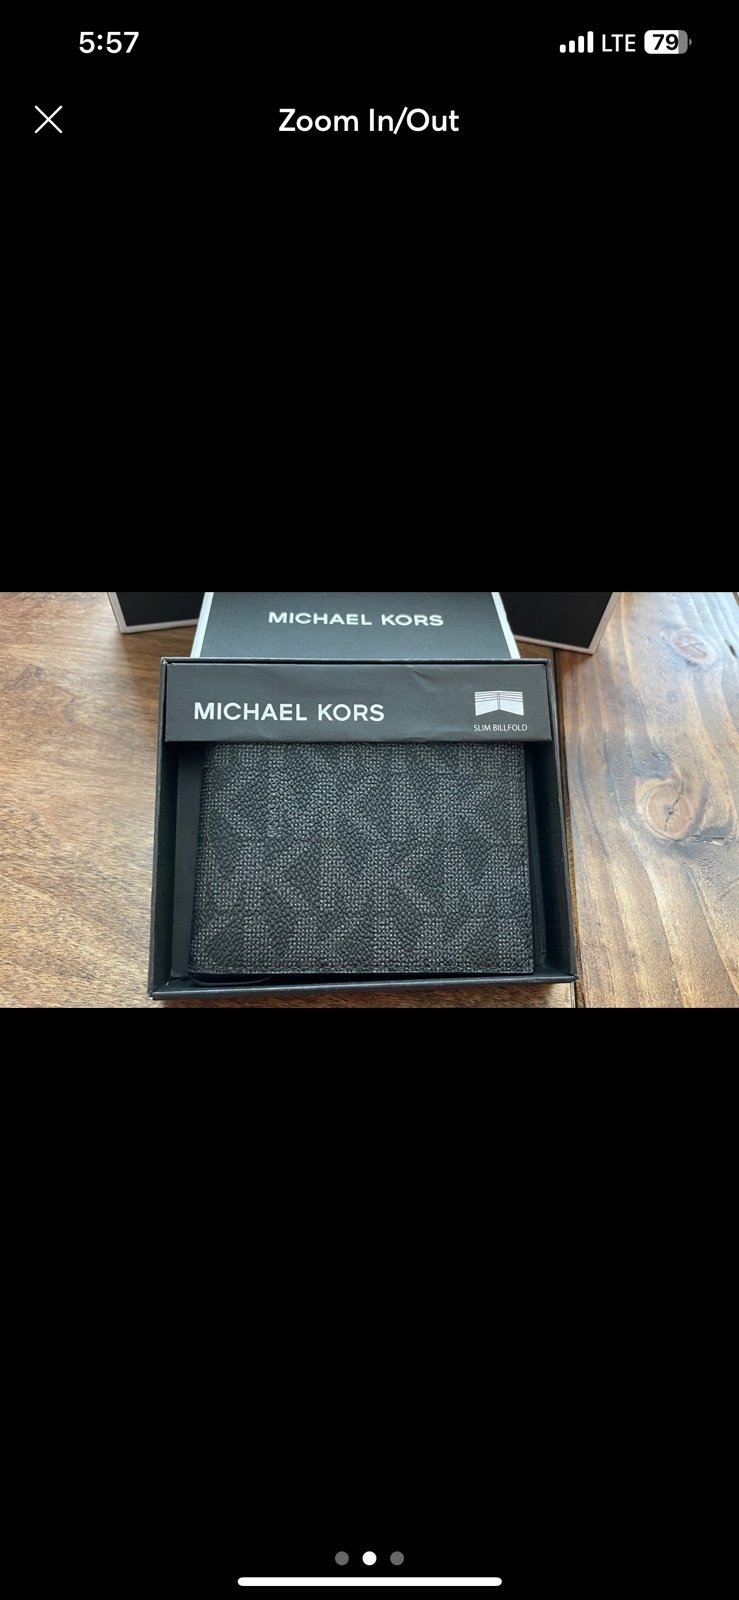 5:57
LTE 79
Zoom In/Out
MICHAEL KORS
MICHAEL KORS
SLIM BILLFOLD